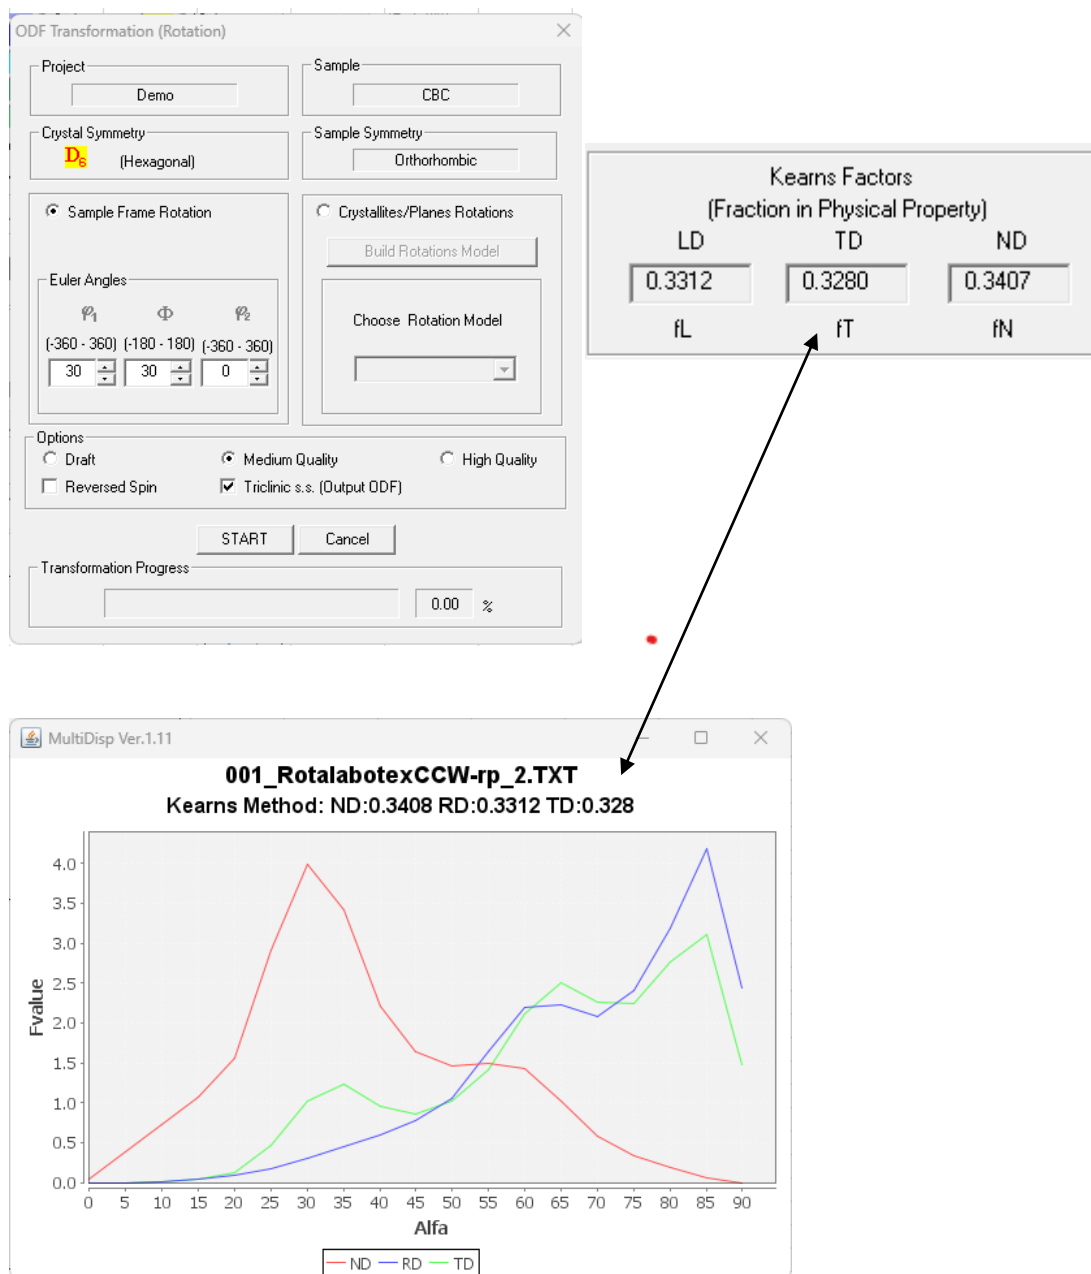 ODF Transformation (Rotation)
Project
Demo
Sample
CBC
Crystal Symmetry
D6 (Hexagonal)
Sample Symmetry
Orthorhombic
Sample Frame Rotation
Crystallites/Planes Rotations
Build Rotations Model
Euler Angles
φ1 Φ φ2
(-360 - 360) (-180 - 180) (-360 - 360)
30 30 0
Choose Rotation Model
Options
Draft Medium Quality High Quality
Reversed Spin Triclinic s.s. (Output ODF)
START Cancel
Transformation Progress
0.00 %
Kearns Factors
(Fraction in Physical Property)
LD TD ND
0.3312 0.3280 0.3407
fL fT fN
MultiDisp Ver.1.11
001_RotalabotexCCW-rp_2.TXT
Kearns Method: ND:0.3408 RD:0.3312 TD:0.328
4.0
3.5
3.0
2.5
2.0
1.5
1.0
0.5
0.0
Fvalue
0 5 10 15 20 25 30 35 40 45 50 55 60 65 70 75 80 85 90
Alfa
ND RD TD